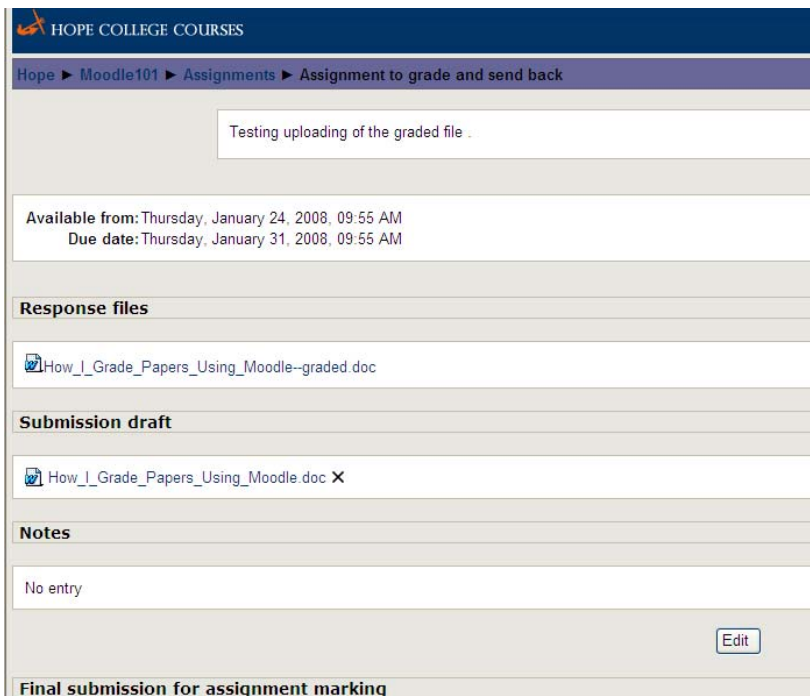 HOPE COLLEGE COURSES
Hope ► Moodle101 ► Assignments ► Assignment to grade and send back
Testing uploading of the graded file .
Available from: Thursday, January 24, 2008, 09:55 AM
Due date: Thursday, January 31, 2008, 09:55 AM
Response files
How_I_Grade_Papers_Using_Moodle--graded.doc
Submission draft
How_I_Grade_Papers_Using_Moodle.doc ✕
Notes
No entry
Edit
Final submission for assignment marking